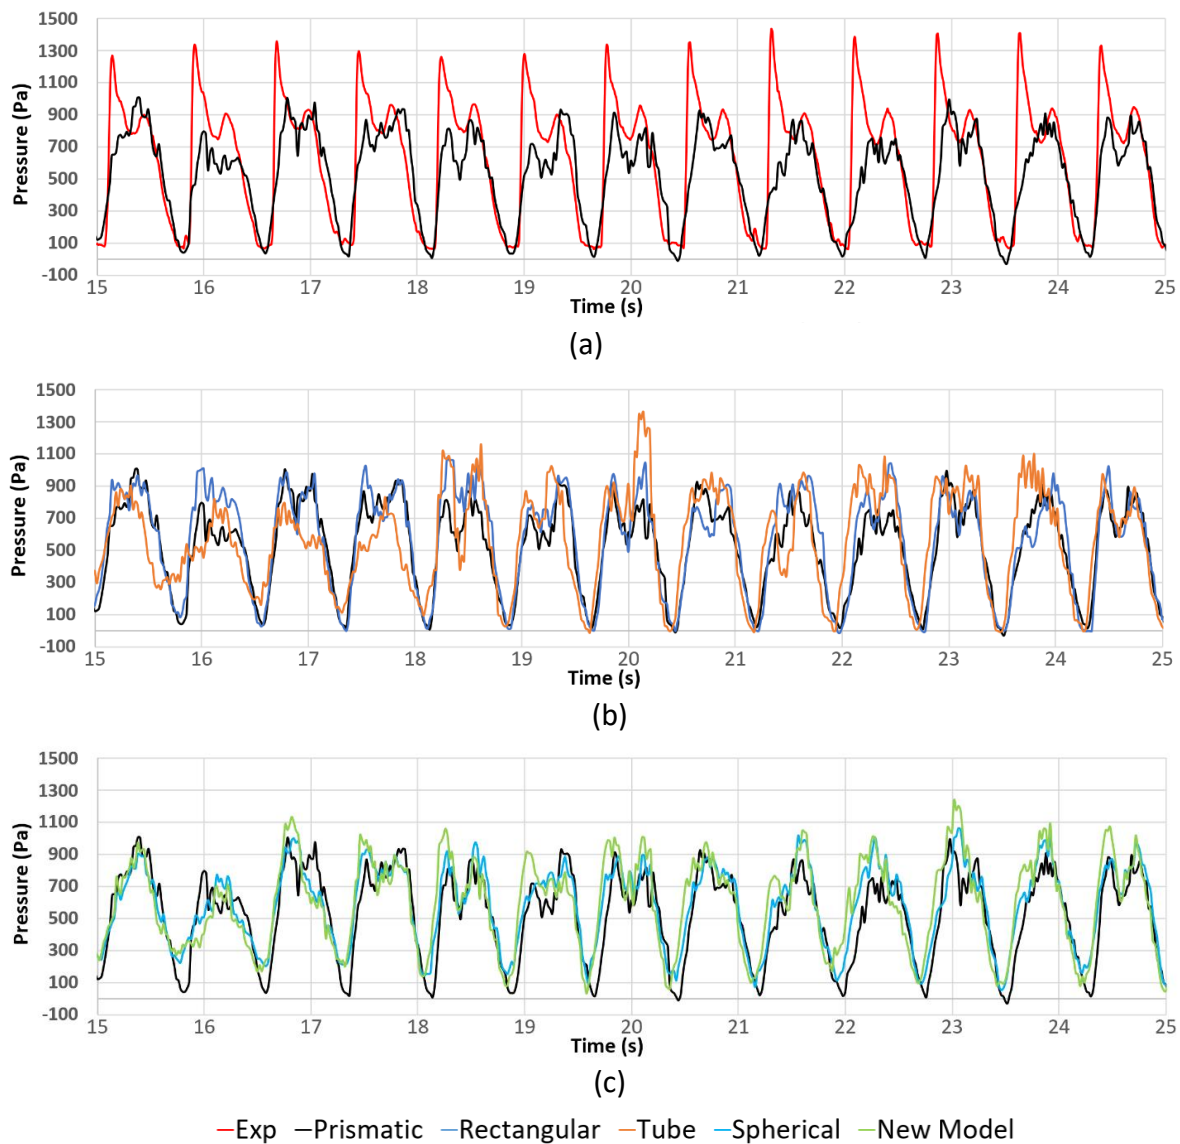 1500
1300
1100
900
700
500
300
100
-100
Pressure (Pa)
15 16 17 18 19 20 21 22 23 24 25
Time (s)
(a)
1500
1300
1100
900
700
500
300
100
-100
Pressure (Pa)
15 16 17 18 19 20 21 22 23 24 25
Time (s)
(b)
1500
1300
1100
900
700
500
300
100
-100
Pressure (Pa)
15 16 17 18 19 20 21 22 23 24 25
Time (s)
(c)
Exp Prismatic Rectangular Tube Spherical New Model